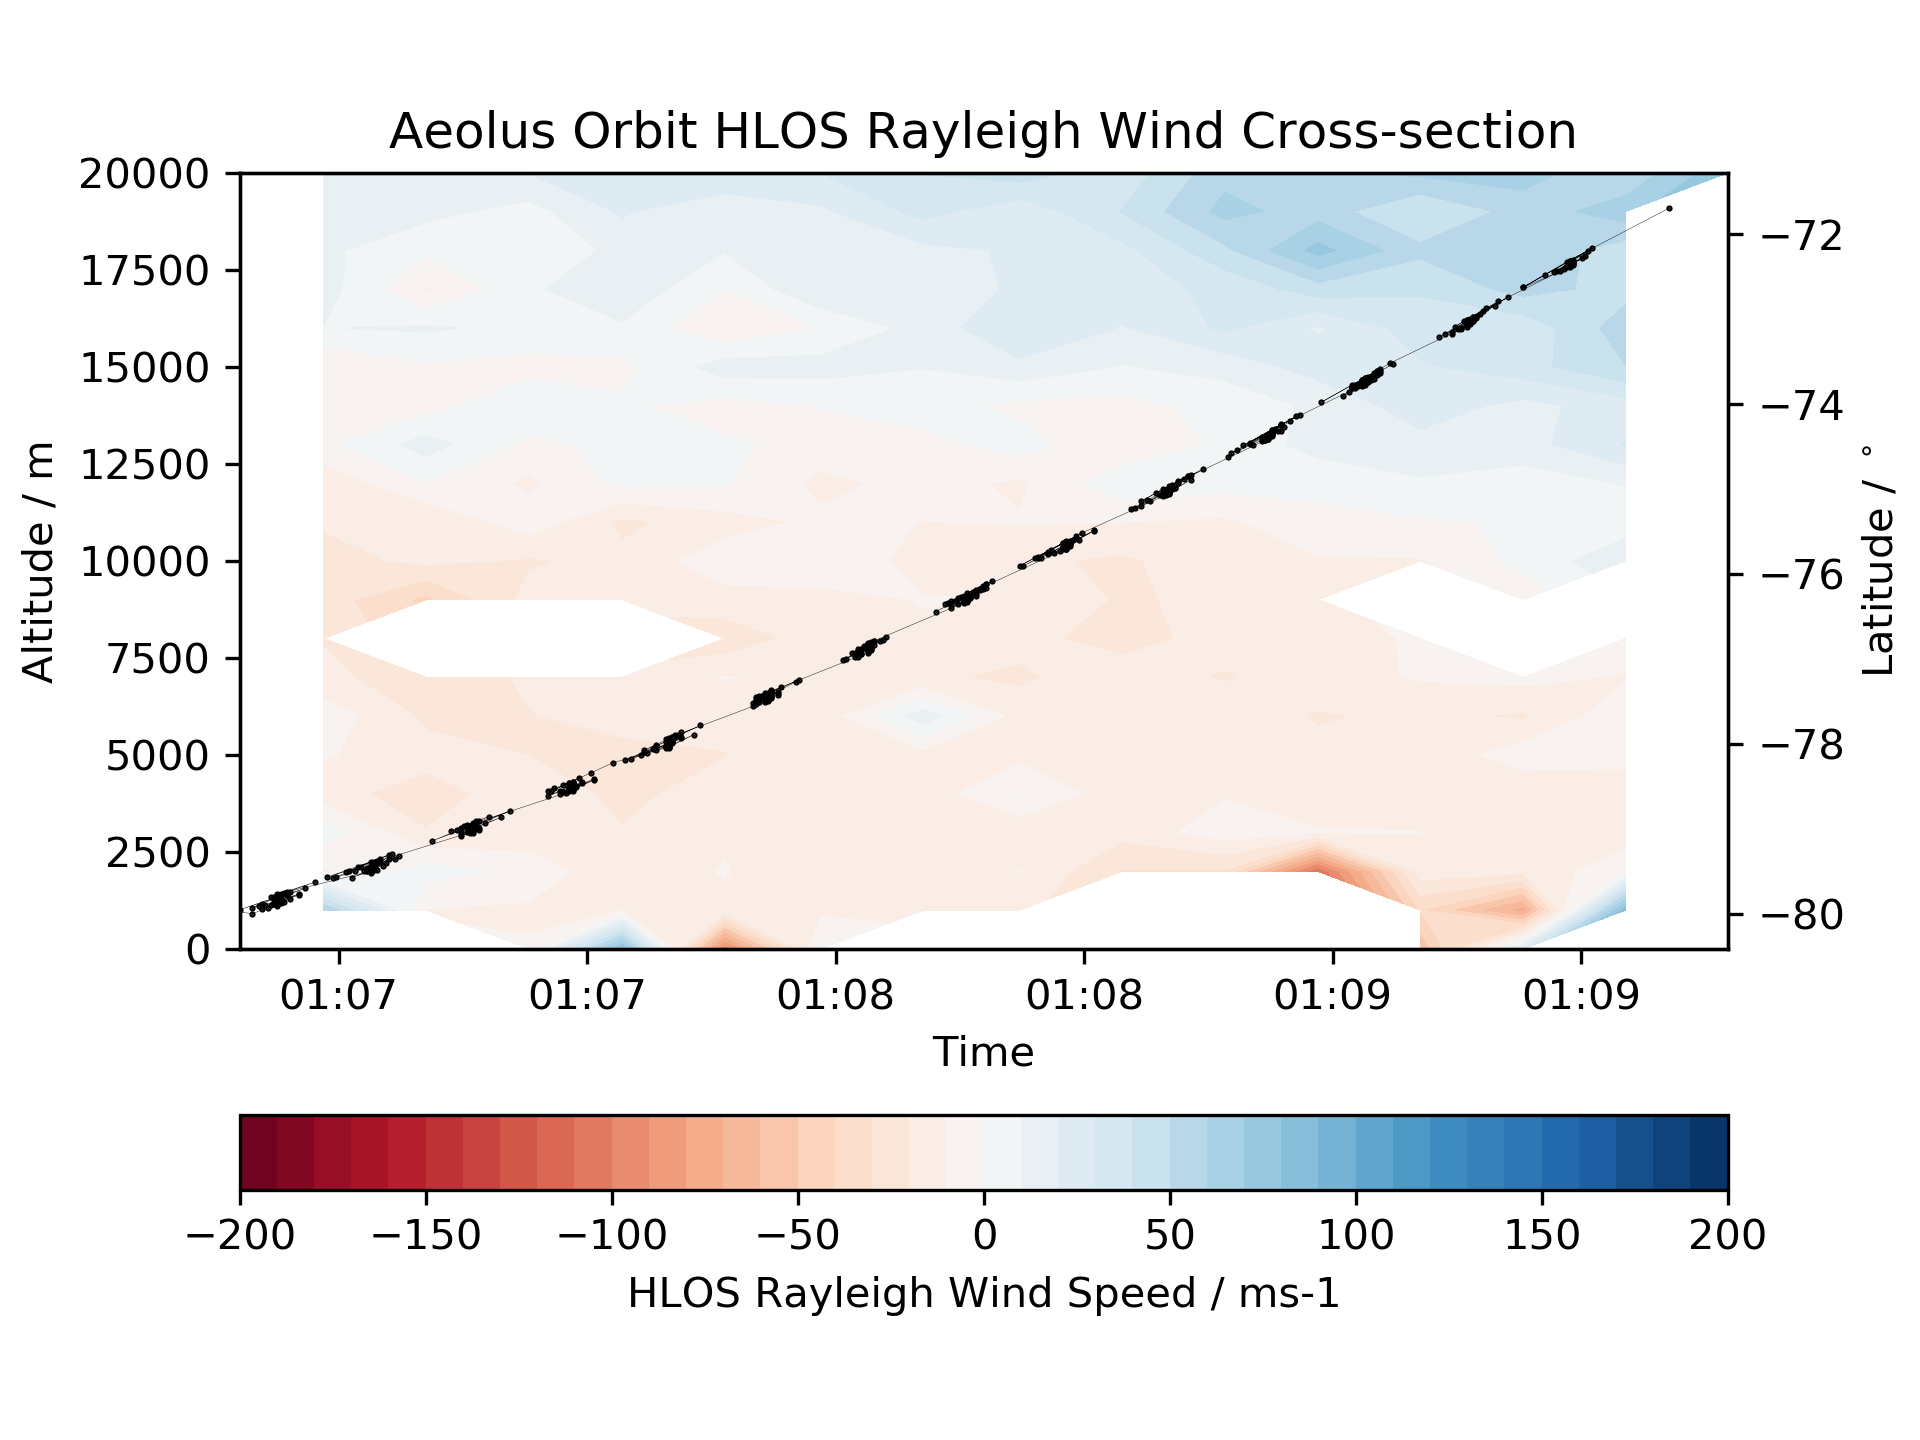 Aeolus Orbit HLOS Rayleigh Wind Cross-section
20000
17500
15000
12500
10000
7500
5000
2500
0
Altitude / m
−72
−74
−76
−78
−80
Latitude / °
01:07 01:07 01:08 01:08 01:09 01:09
Time
−200 −150 −100 −50 0 50 100 150 200
HLOS Rayleigh Wind Speed / ms-1